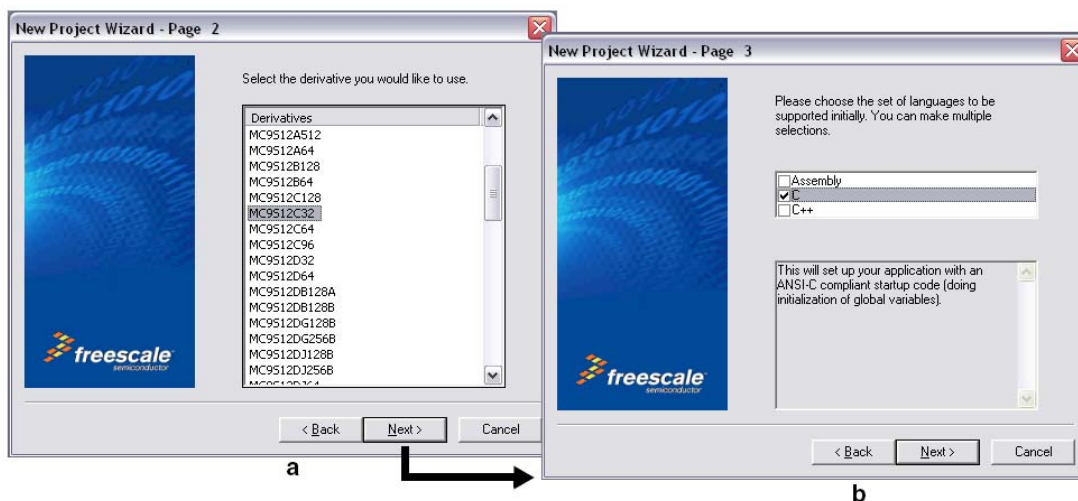 New Project Wizard - Page 2
Select the derivative you would like to use.
Derivatives
MC9S12A512
MC9S12A64
MC9S12B128
MC9S12B64
MC9S12C128
MC9S12C32
MC9S12C64
MC9S12C96
MC9S12D32
MC9S12D64
MC9S12DB128A
MC9S12DB128B
MC9S12DG128B
MC9S12DG256B
MC9S12DJ128B
MC9S12DJ256B
MC9S12DJ64
freescale
semiconductor
< Back
Next >
Cancel
a
New Project Wizard - Page 3
Please choose the set of languages to be
supported initially. You can make multiple
selections.
Assembly
C
C++
This will set up your application with an
ANSI-C compliant startup code (doing
initialization of global variables).
freescale
semiconductor
< Back
Next >
Cancel
b